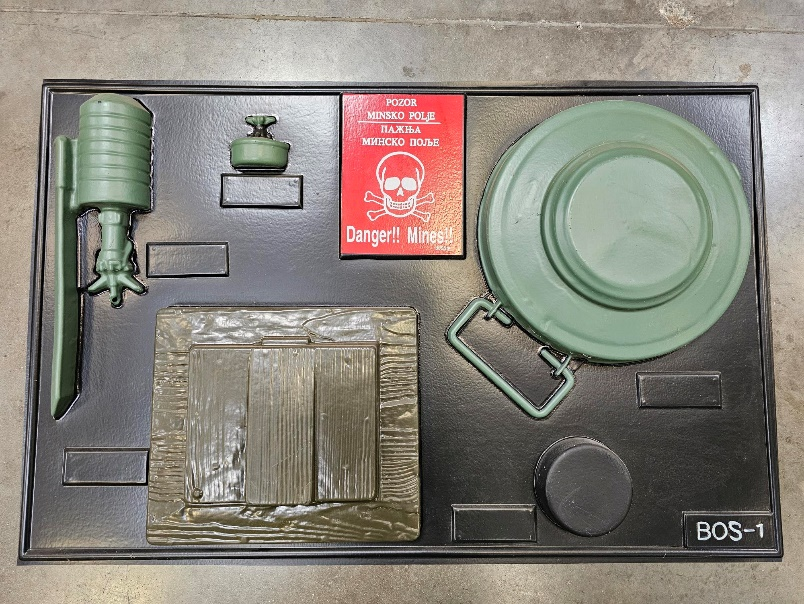 POZOR
MINSKO POLJE
ПАЖЊА
МИНСКО ПОЉЕ
Danger!! Mines!!
BOS-1